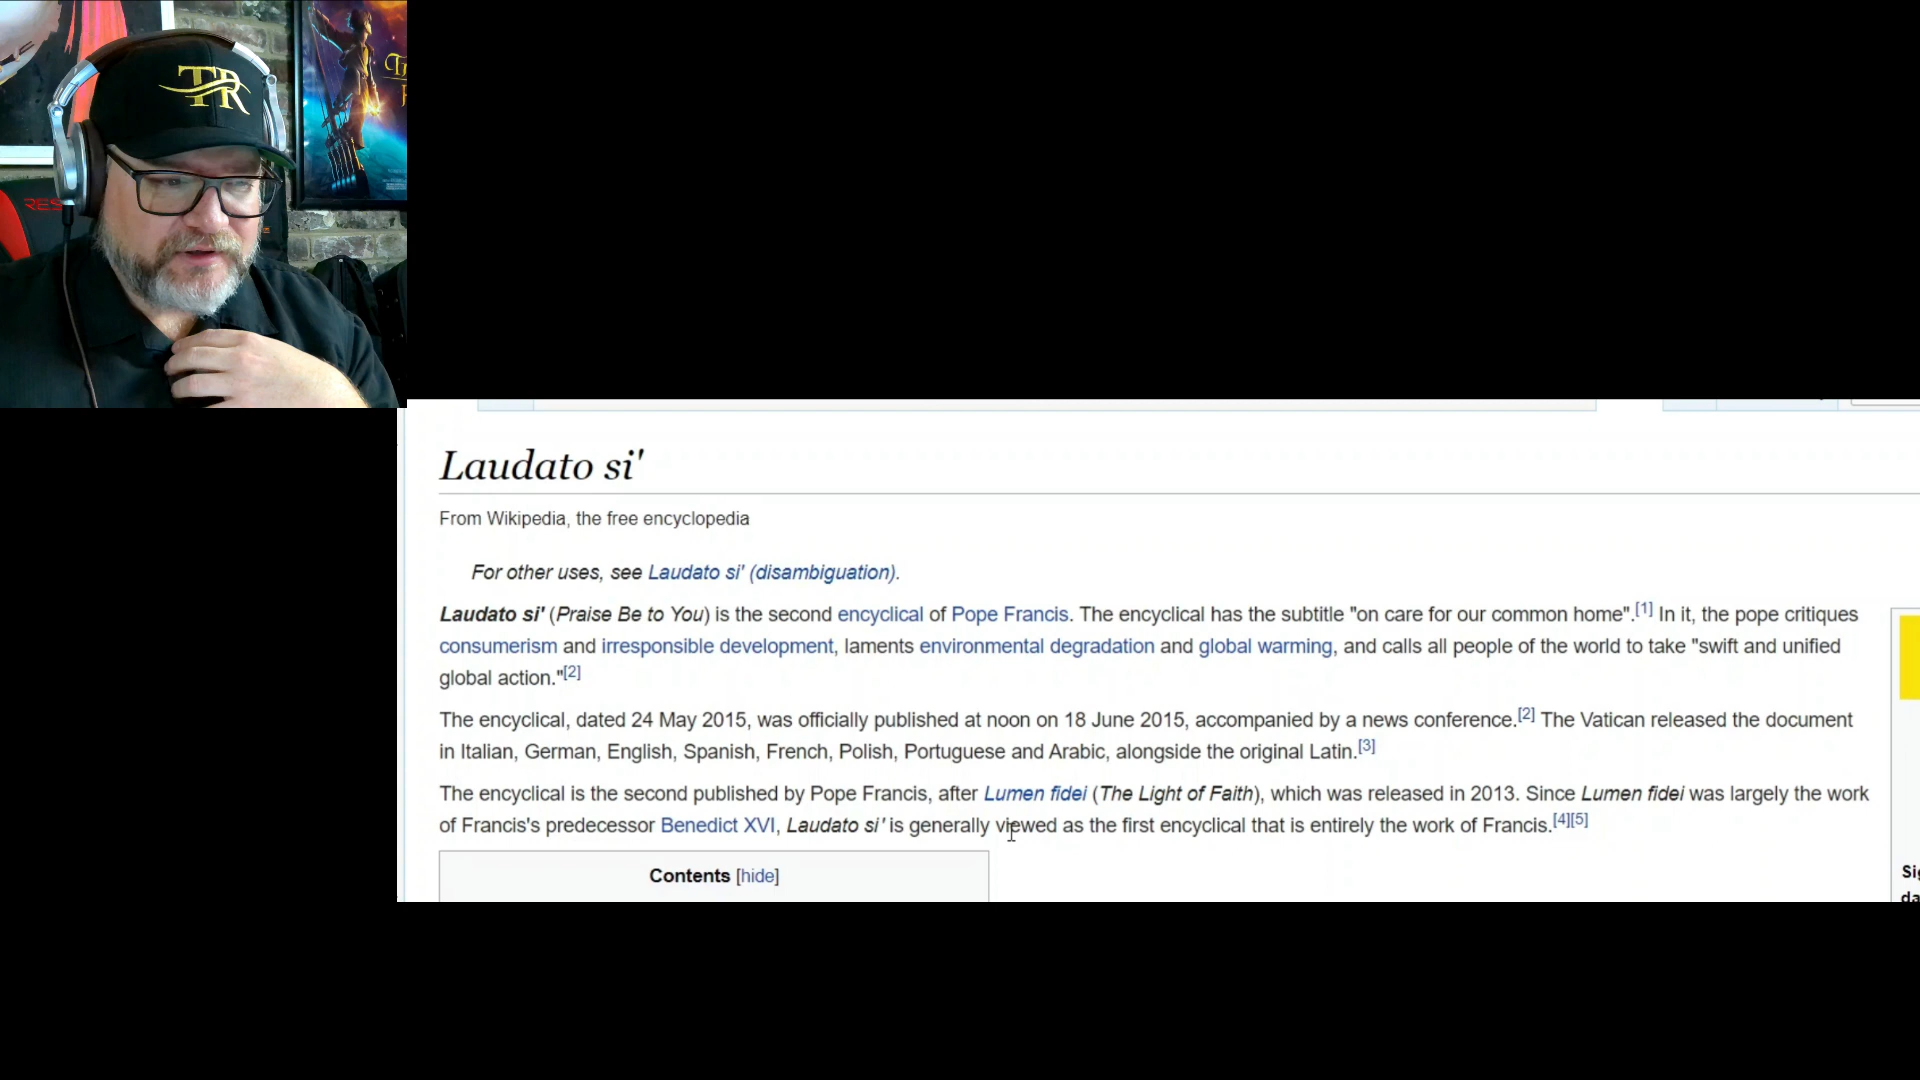 TR
RES
Laudato si'
From Wikipedia, the free encyclopedia
For other uses, see Laudato si' (disambiguation).
Laudato si' (Praise Be to You) is the second encyclical of Pope Francis. The encyclical has the subtitle "on care for our common home".[1] In it, the pope critiques
consumerism and irresponsible development, laments environmental degradation and global warming, and calls all people of the world to take "swift and unified
global action."[2]
The encyclical, dated 24 May 2015, was officially published at noon on 18 June 2015, accompanied by a news conference.[2] The Vatican released the document
in Italian, German, English, Spanish, French, Polish, Portuguese and Arabic, alongside the original Latin.[3]
The encyclical is the second published by Pope Francis, after Lumen fidei (The Light of Faith), which was released in 2013. Since Lumen fidei was largely the work
of Francis's predecessor Benedict XVI, Laudato si' is generally viewed as the first encyclical that is entirely the work of Francis.[4][5]
Contents [hide]
Sig
da